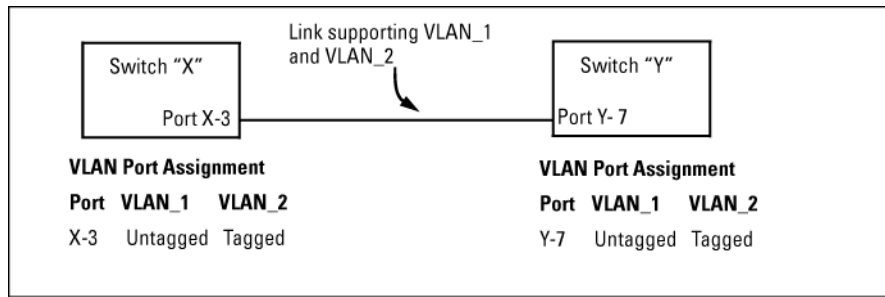 Link supporting VLAN_1
and VLAN_2
Switch “X”
Switch “Y”
Port X-3
Port Y- 7
VLAN Port Assignment
Port VLAN_1 VLAN_2
X-3 Untagged Tagged
VLAN Port Assignment
Port VLAN_1 VLAN_2
Y-7 Untagged Tagged